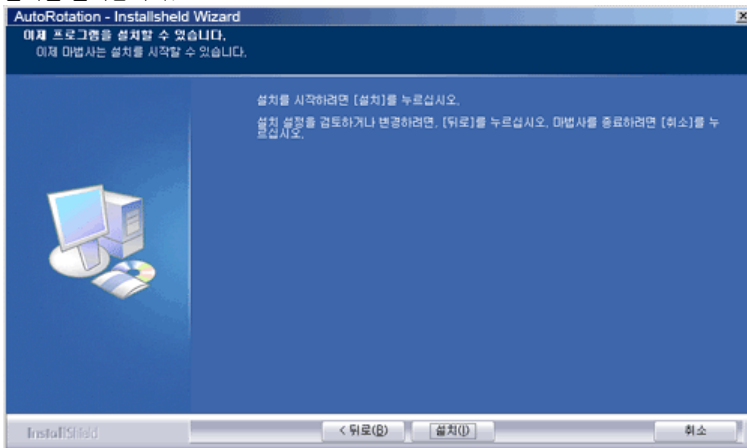 AutoRotation - Installsheld Wizard
이제 프로그램을 설치할 수 있습니다.
이제 마법사는 설치를 시작할 수 있습니다.
설치를 시작하려면 [설치]를 누르십시오.
설치 설정을 검토하거나 변경하려면, [뒤로]를 누르십시오. 마법사를 종료하려면 [취소]를 누
르십시오.
InstallShield
< 뒤로(B) 설치(I) 취소